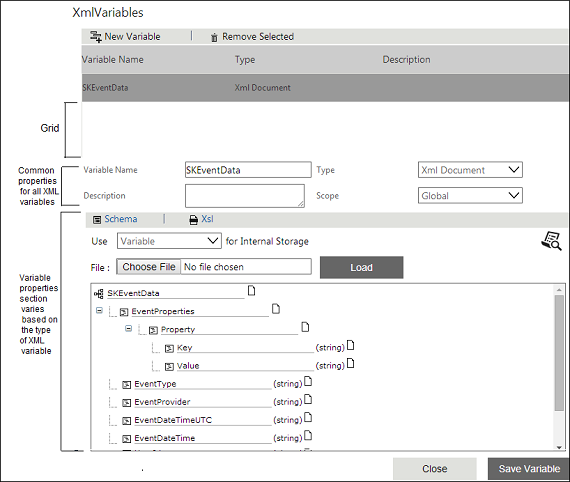 XmlVariables
New Variable Remove Selected
Variable Name Type Description
SKEventData Xml Document
Grid
Common properties for all XML variables
Variable Name SKEventData Type Xml Document
Description Scope Global
Schema Xsl
Use Variable for Internal Storage
File : Choose File No file chosen Load
Variable properties section varies based on the type of XML variable
SKEventData
EventProperties
Property
Key (string)
Value (string)
EventType (string)
EventProvider (string)
EventDateTimeUTC (string)
EventDateTime (string)
Close Save Variable